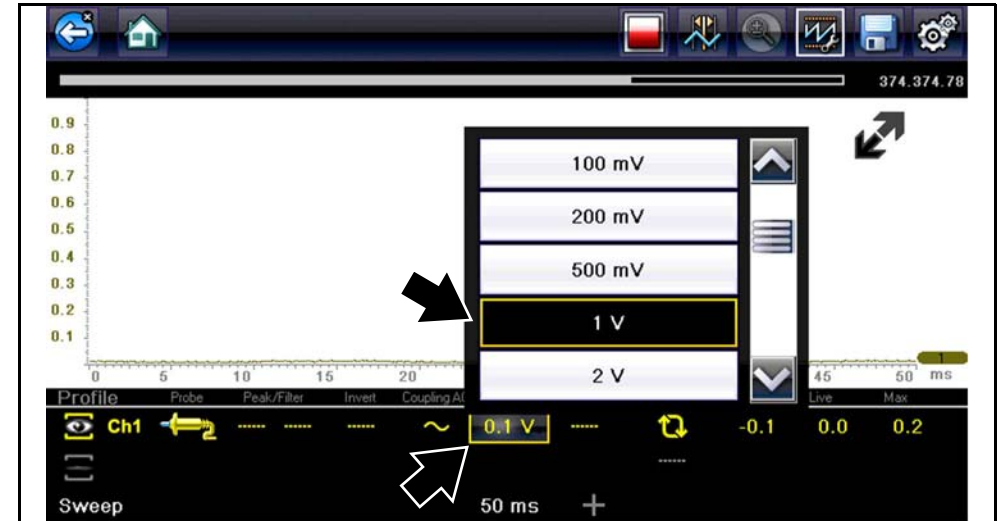 374.374.78
0.9
0.8
0.7
0.6
0.5
0.4
0.3
0.2
0.1
100 mV
200 mV
500 mV
1 V
2 V
1
0 5 10 15 20 45 50 ms
Profile Probe Peak/Filter Invert Coupling AC Live Max
Ch1 ------ ------ ------ 0.1 V ------ -0.1 0.0 0.2
------
Sweep 50 ms +